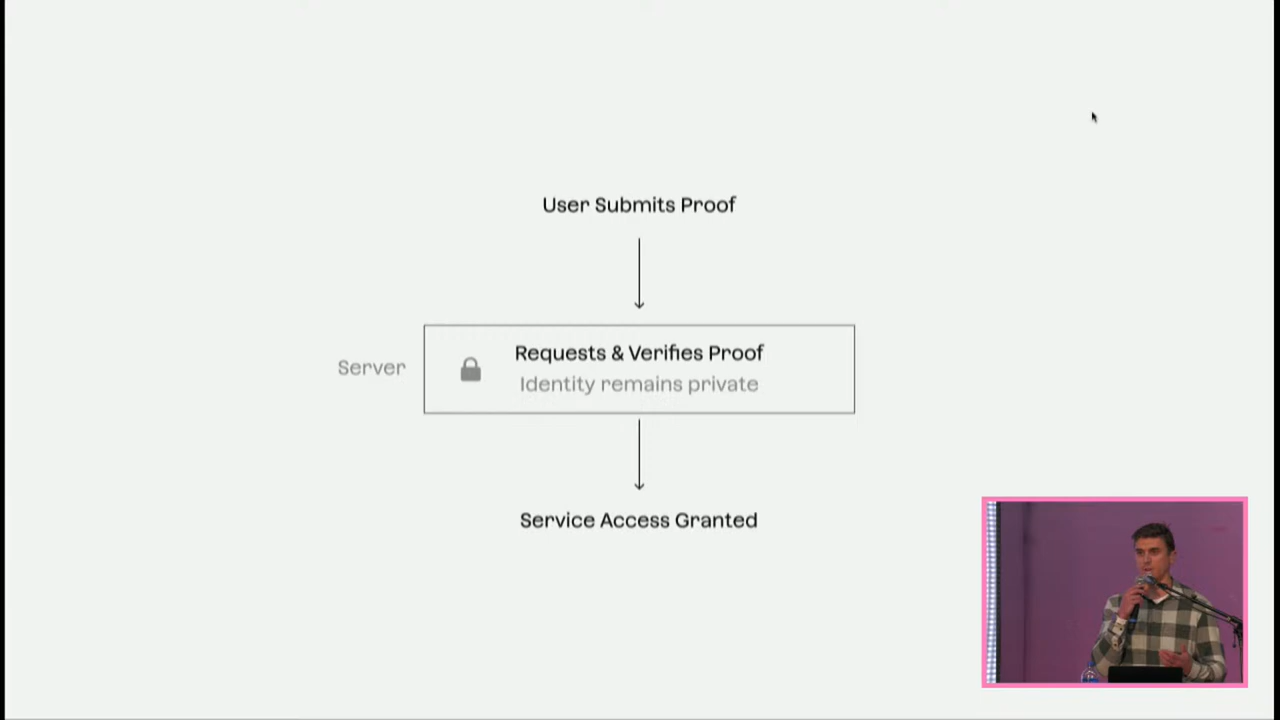 User Submits Proof
Server
Requests & Verifies Proof
Identity remains private
Service Access Granted